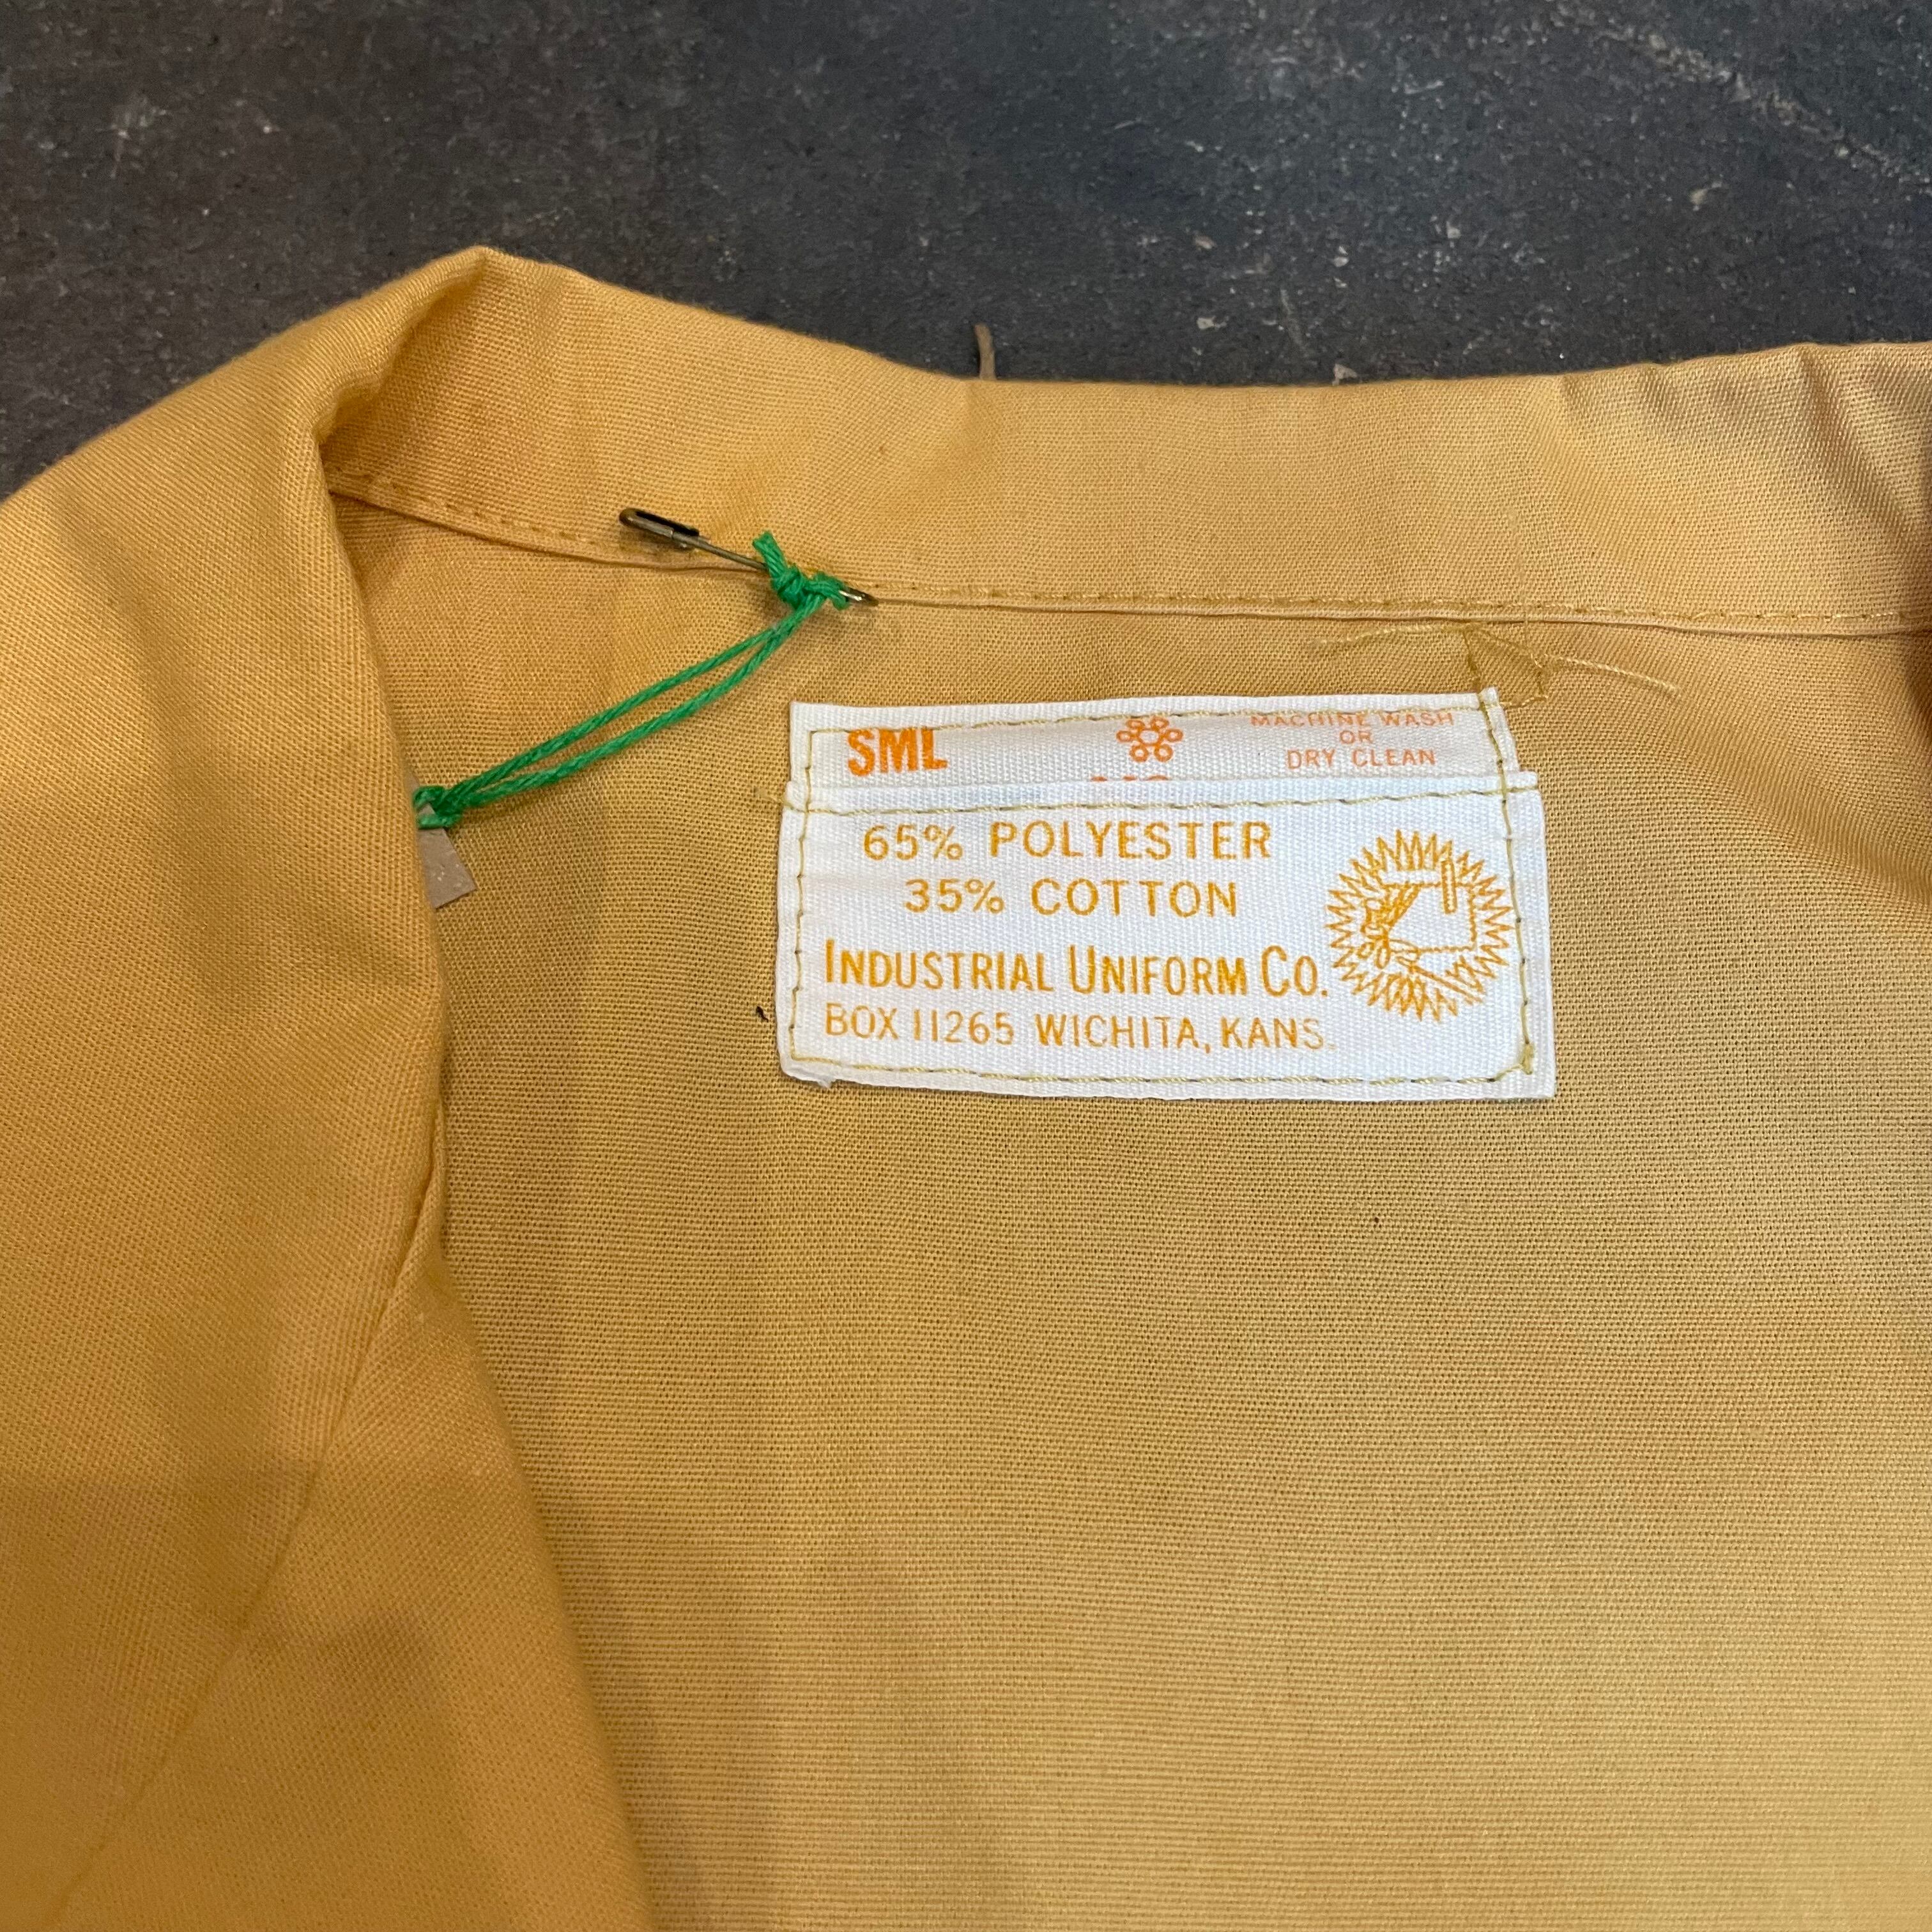 SML
MACHINE WASH
OR
DRY CLEAN
65% POLYESTER
35% COTTON
INDUSTRIAL UNIFORM CO.
BOX 11265 WICHITA, KANS.